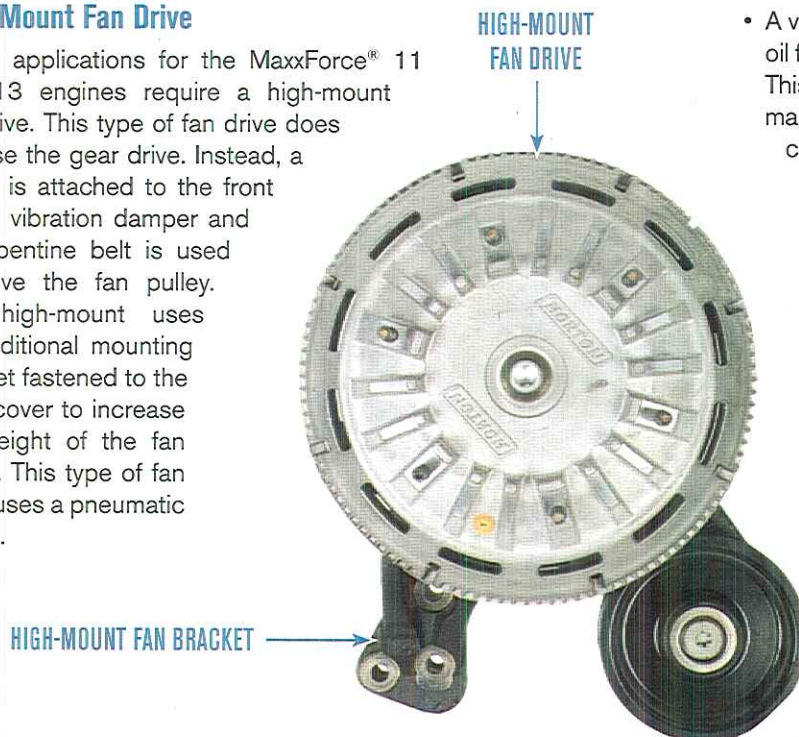 Mount Fan Drive
applications for the MaxxForce® 11
13 engines require a high-mount
ive. This type of fan drive does
se the gear drive. Instead, a
is attached to the front
vibration damper and
pentine belt is used
ve the fan pulley.
high-mount uses
ditional mounting
et fastened to the
cover to increase
eight of the fan
. This type of fan
uses a pneumatic
.
HIGH-MOUNT
FAN DRIVE
• A v
oil f
This
ma
c
HORTON
HORTON
HIGH-MOUNT FAN BRACKET